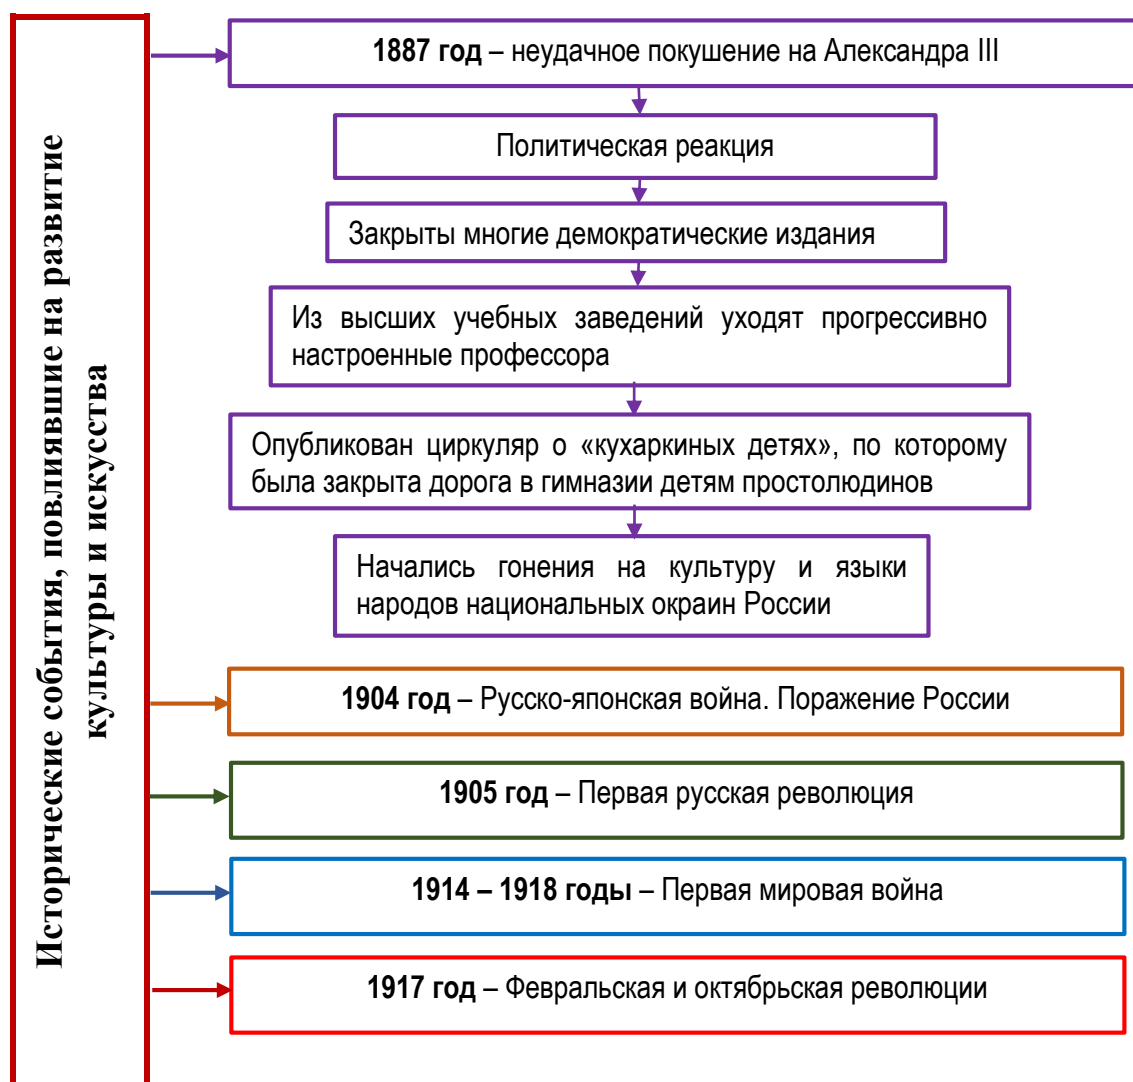 Исторические события, повлиявшие на развитие
культуры и искусства
1887 год – неудачное покушение на Александра III
Политическая реакция
Закрыты многие демократические издания
Из высших учебных заведений уходят прогрессивно
настроенные профессора
Опубликован циркуляр о «кухаркиных детях», по которому
была закрыта дорога в гимназии детям простолюдинов
Начались гонения на культуру и языки
народов национальных окраин России
1904 год – Русско-японская война. Поражение России
1905 год – Первая русская революция
1914 – 1918 годы – Первая мировая война
1917 год – Февральская и октябрьская революции